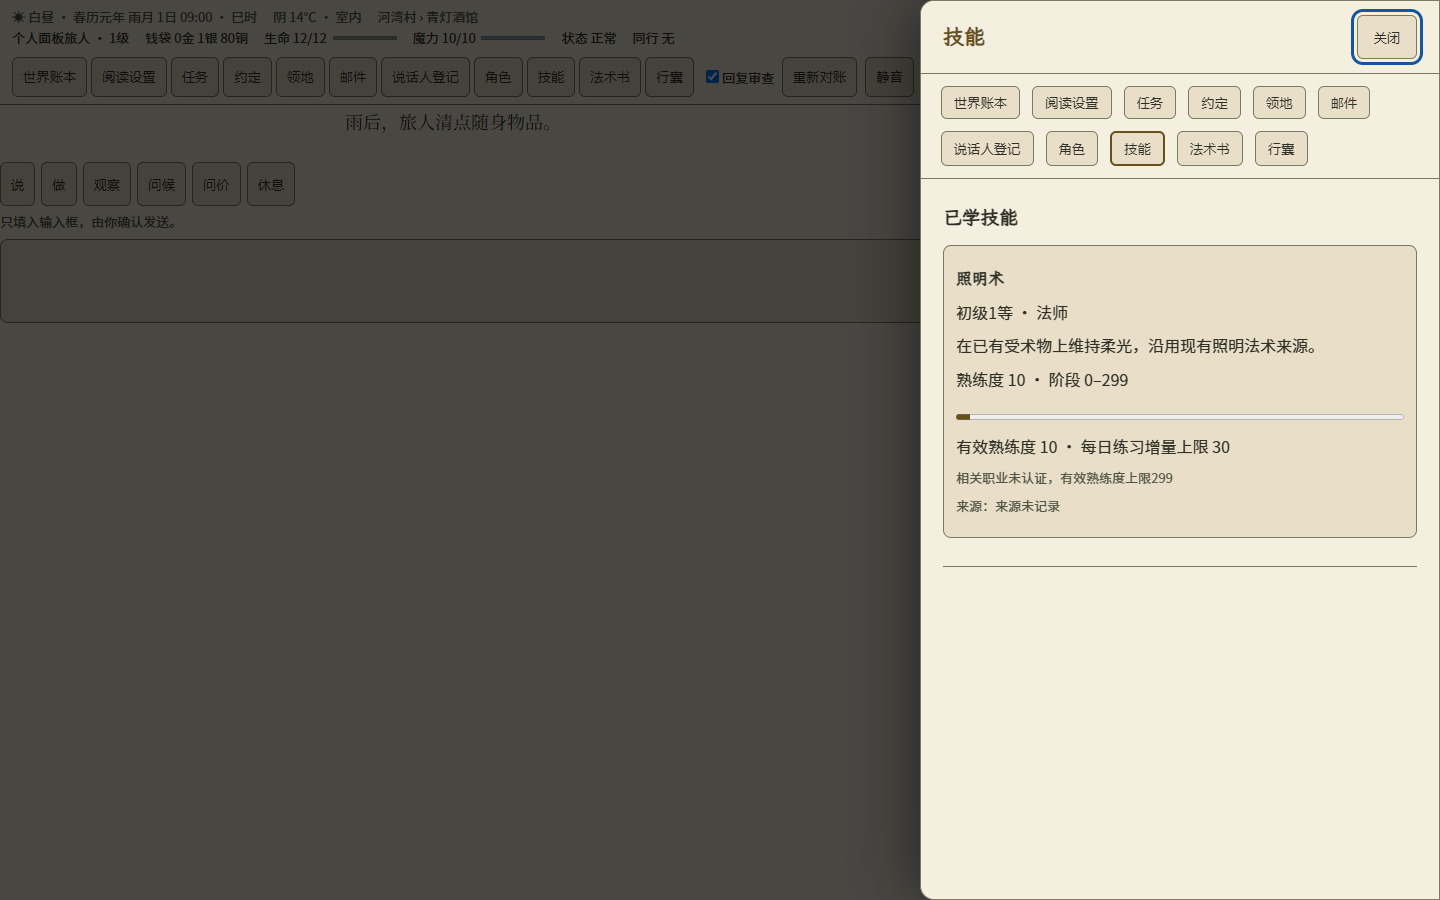 ☀ 白昼 · 春历元年 雨月 1日 09:00 · 巳时 阴 14°C · 室内 河湾村 › 青灯酒馆
个人面板旅人 · 1级 钱袋 0金 1银 80铜 生命 12/12 魔力 10/10 状态 正常 同行 无
世界账本 阅读设置 任务 约定 领地 邮件 说话人登记 角色 技能 法术书 行囊 回复审查 重新对账 静音
雨后，旅人清点随身物品。
说 做 观察 问候 问价 休息
只填入输入框，由你确认发送。
技能
关闭
世界账本 阅读设置 任务 约定 领地 邮件
说话人登记 角色 技能 法术书 行囊
已学技能
照明术
初级1等 · 法师
在已有受术物上维持柔光，沿用现有照明法术来源。
熟练度 10 · 阶段 0–299
有效熟练度 10 · 每日练习增量上限 30
相关职业未认证，有效熟练度上限299
来源：来源未记录